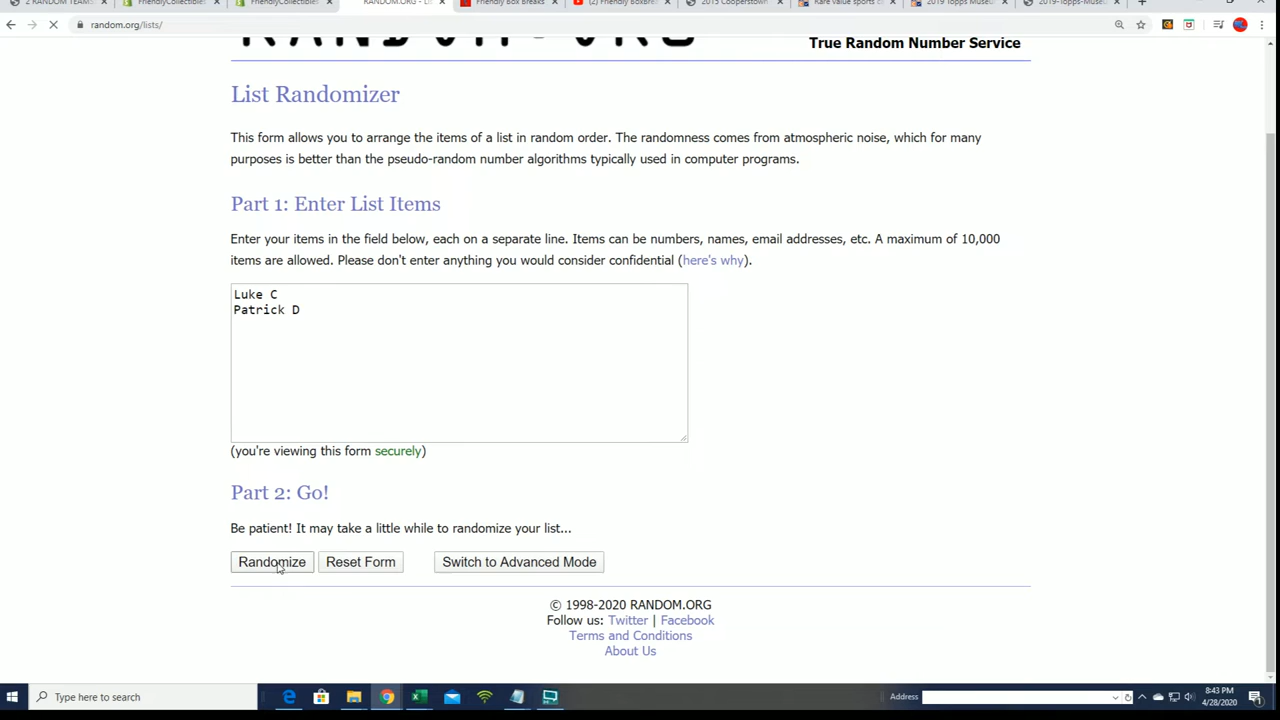 2 RANDOM TEAMS
FriendlyCollectibles
FriendlyCollectibles
RANDOM.ORG - Li
Friendly Box Breaks
(2) Friendly BoxBrea
2015 Cooperstown
Rare value sports c
2019 Topps Museu
2019-Topps-Museu
random.org/lists/
RANDOM.ORG
True Random Number Service
List Randomizer
This form allows you to arrange the items of a list in random order. The randomness comes from atmospheric noise, which for many
purposes is better than the pseudo-random number algorithms typically used in computer programs.
Part 1: Enter List Items
Enter your items in the field below, each on a separate line. Items can be numbers, names, email addresses, etc. A maximum of 10,000
items are allowed. Please don't enter anything you would consider confidential (here's why).
Luke C
Patrick D
(you're viewing this form securely)
Part 2: Go!
Be patient! It may take a little while to randomize your list...
Randomize
Reset Form
Switch to Advanced Mode
© 1998-2020 RANDOM.ORG
Follow us: Twitter | Facebook
Terms and Conditions
About Us
Type here to search
Address
8:43 PM
4/28/2020